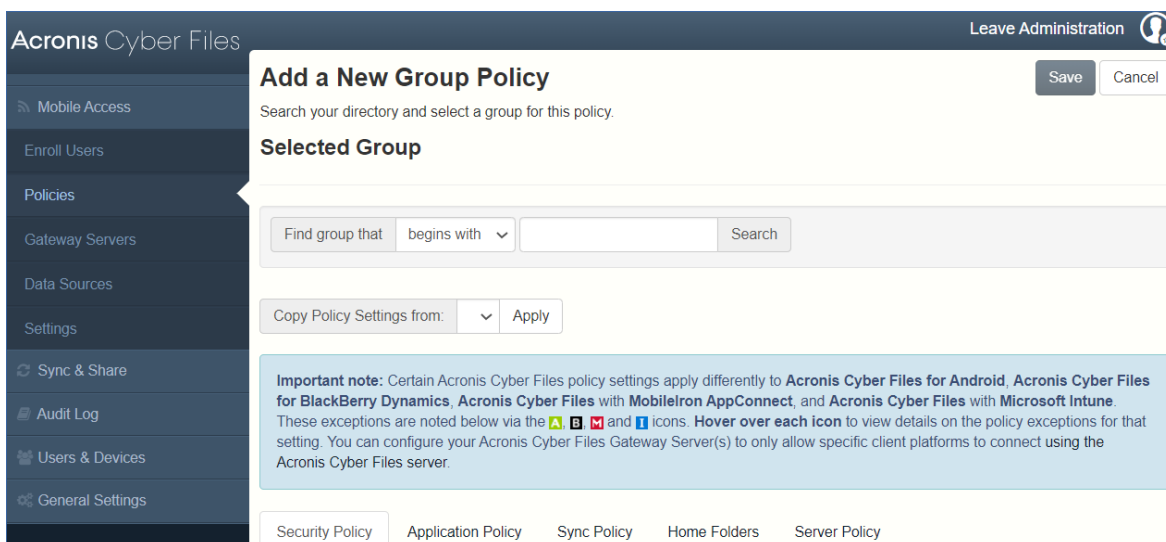 Acronis Cyber Files
Leave Administration
Mobile Access
Enroll Users
Policies
Gateway Servers
Data Sources
Settings
Sync & Share
Audit Log
Users & Devices
General Settings
Add a New Group Policy
Save
Cancel
Search your directory and select a group for this policy.
Selected Group
Find group that
begins with
Search
Copy Policy Settings from:
Apply
Important note: Certain Acronis Cyber Files policy settings apply differently to Acronis Cyber Files for Android, Acronis Cyber Files
for BlackBerry Dynamics, Acronis Cyber Files with MobileIron AppConnect, and Acronis Cyber Files with Microsoft Intune.
These exceptions are noted below via the A, B, M and I icons. Hover over each icon to view details on the policy exceptions for that
setting. You can configure your Acronis Cyber Files Gateway Server(s) to only allow specific client platforms to connect using the
Acronis Cyber Files server.
Security Policy
Application Policy
Sync Policy
Home Folders
Server Policy